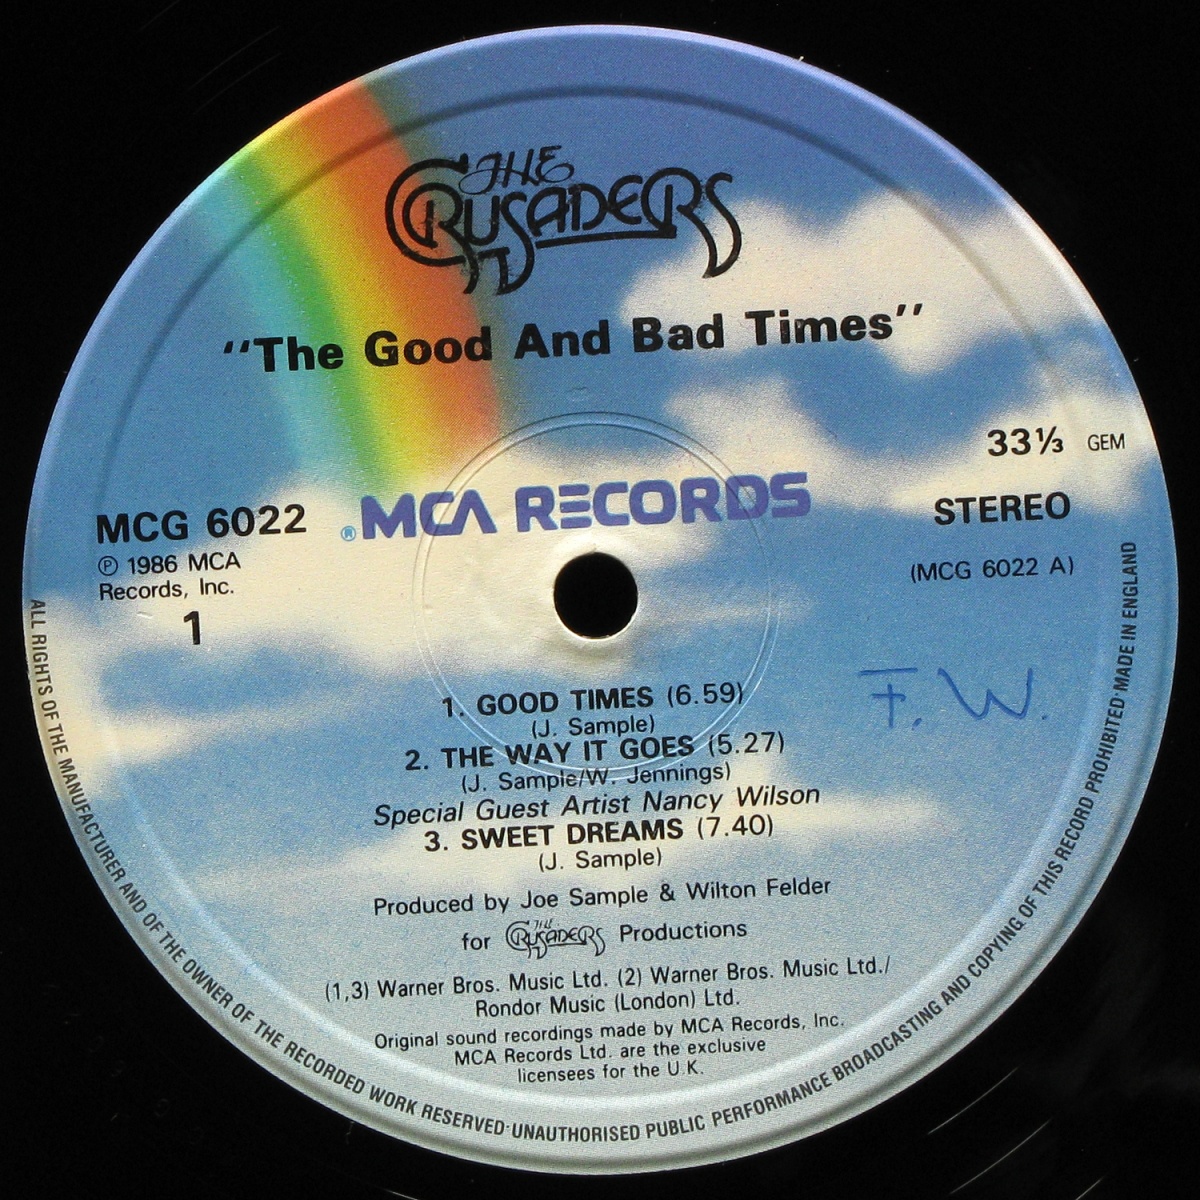 THE CRUSADERS
"The Good And Bad Times"
33⅓ GEM
MCG 6022
®MCA RECORDS
STEREO
℗ 1986 MCA
Records, Inc.
(MCG 6022 A)
1
F. W.
1. GOOD TIMES (6.59)
(J. Sample)
2. THE WAY IT GOES (5.27)
(J. Sample/W. Jennings)
Special Guest Artist Nancy Wilson
3. SWEET DREAMS (7.40)
(J. Sample)
Produced by Joe Sample & Wilton Felder
for THE CRUSADERS Productions
(1,3) Warner Bros. Music Ltd. (2) Warner Bros. Music Ltd./
Rondor Music (London) Ltd.
Original sound recordings made by MCA Records, Inc.
MCA Records Ltd. are the exclusive
licensees for the U.K.
ALL RIGHTS OF THE MANUFACTURER AND OF THE OWNER OF THE RECORDED WORK RESERVED·UNAUTHORISED PUBLIC PERFORMANCE BROADCASTING AND COPYING OF THIS RECORD PROHIBITED·MADE IN ENGLAND